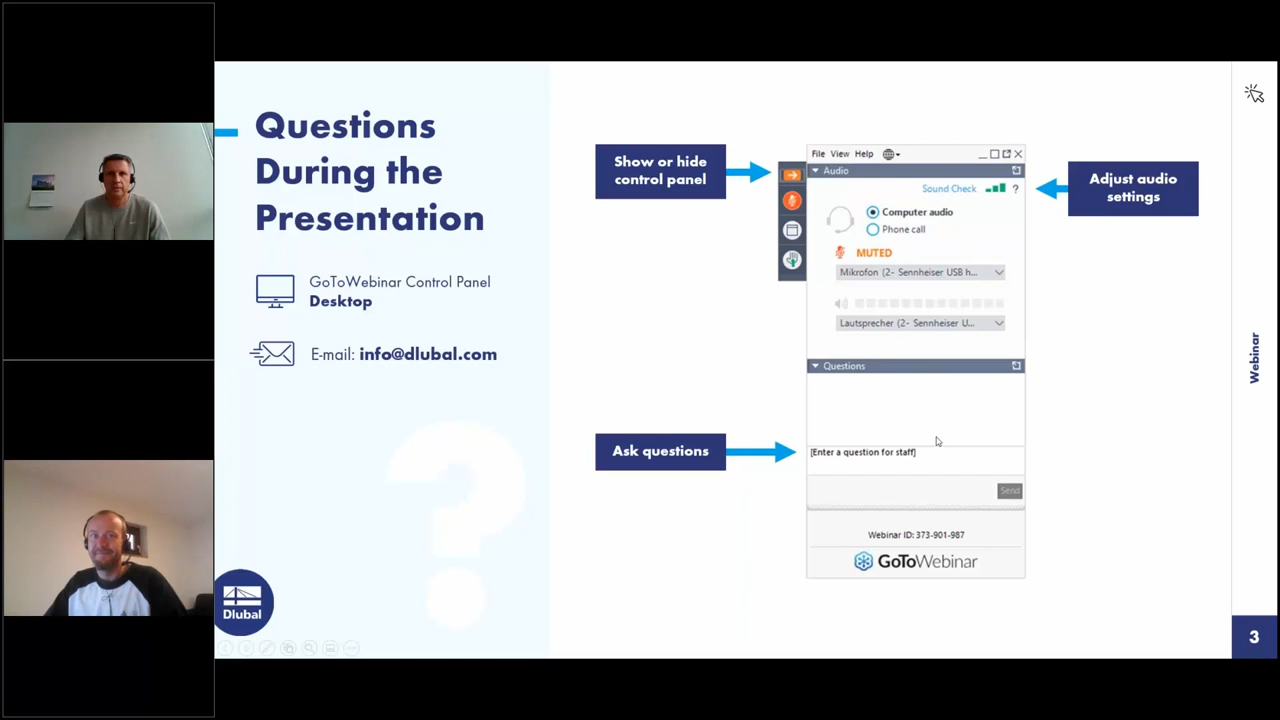 Questions
During the
Presentation
GoToWebinar Control Panel
Desktop
E-mail: info@dlubal.com
Dlubal
Show or hide
control panel
Ask questions
File View Help
Audio
Sound Check ?
Computer audio
Phone call
MUTED
Mikrofon (2- Sennheiser USB h...
Lautsprecher (2- Sennheiser U...
Questions
[Enter a question for staff]
Send
Webinar ID: 373-901-987
GoToWebinar
Adjust audio
settings
Webinar
3